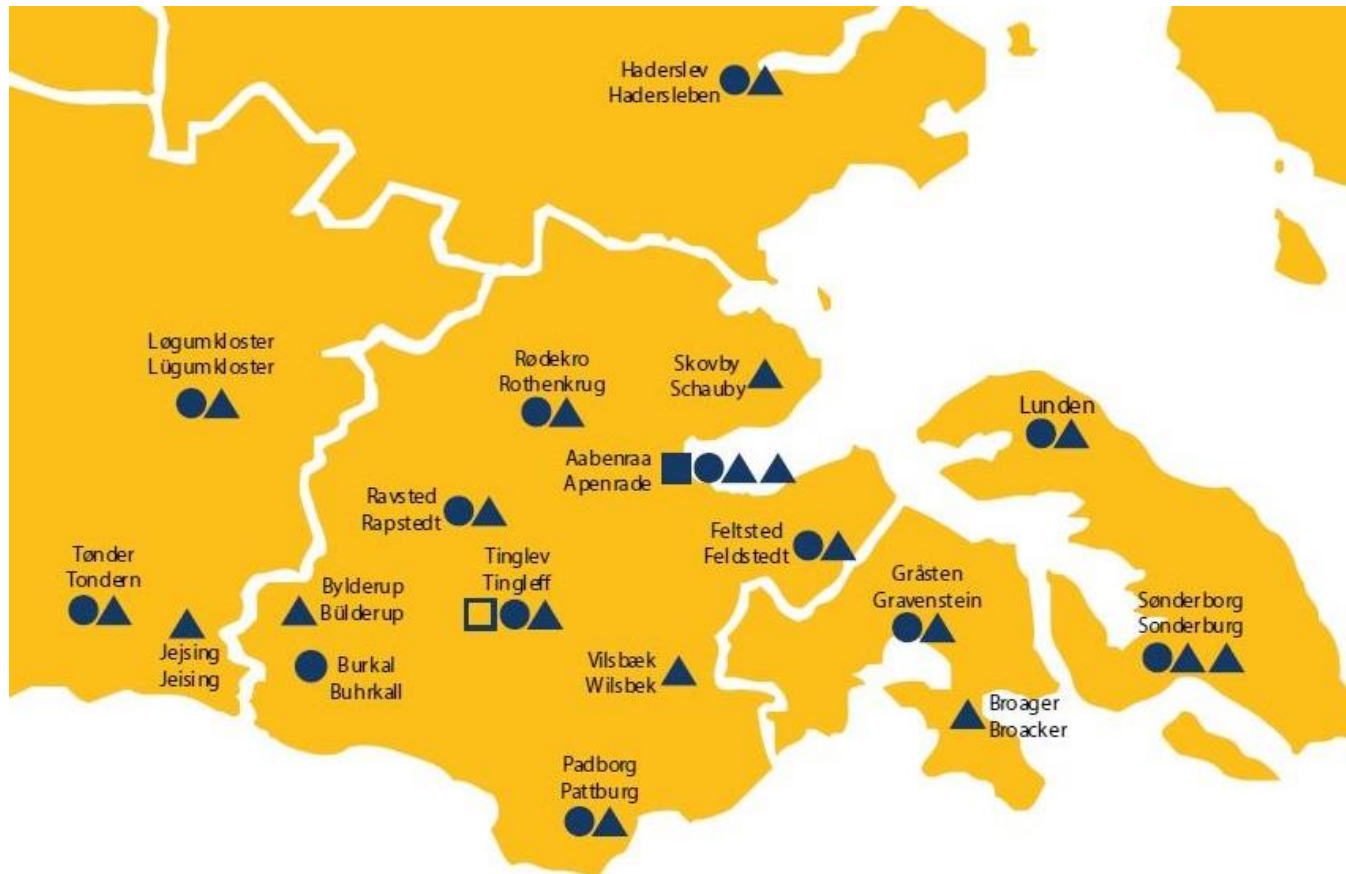 Haderslev
Hadersleben
Løgumkloster
Lügumkloster
Rødekro
Rothenkrug
Skovby
Schauby
Lunden
Aabenraa
Apenrade
Ravsted
Rapstedt
Feltsted
Feldstedt
Tønder
Tondern
Tinglev
Tingleff
Bylderup
Bülderup
Gråsten
Gravenstein
Sønderborg
Sonderburg
Jejsing
Jeising
Burkal
Buhrkall
Vilsbæk
Wilsbek
Broager
Broacker
Padborg
Pattburg